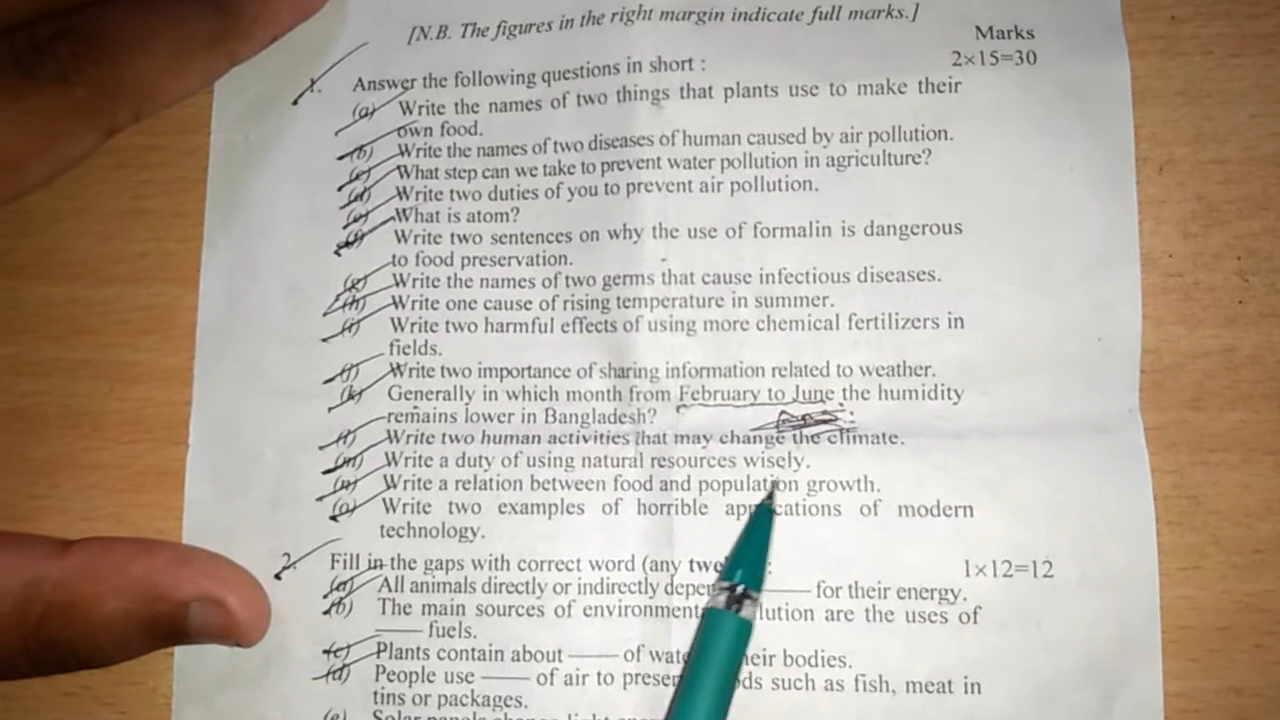 [N.B. The figures in the right margin indicate full marks.]
Marks
1. Answer the following questions in short : 2×15=30
(a) Write the names of two things that plants use to make their
own food.
(b) Write the names of two diseases of human caused by air pollution.
(c) What step can we take to prevent water pollution in agriculture?
(d) Write two duties of you to prevent air pollution.
(e) What is atom?
(f) Write two sentences on why the use of formalin is dangerous
to food preservation.
(g) Write the names of two germs that cause infectious diseases.
(h) Write one cause of rising temperature in summer.
(i) Write two harmful effects of using more chemical fertilizers in
fields.
(j) Write two importance of sharing information related to weather.
(k) Generally in which month from February to June the humidity
remains lower in Bangladesh?
(l) Write two human activities that may change the climate.
(m) Write a duty of using natural resources wisely.
(n) Write a relation between food and population growth.
(o) Write two examples of horrible applications of modern
technology.
2. Fill in the gaps with correct word (any : 1×12=12
(a) All animals directly or indirectly —— for their energy.
(b) The main sources of are the uses of
—— fuels.
(c) Plants contain about —— of bodies.
(d) People use —— of air to such as fish, meat in
tins or packages.
(e) Solar panels change light